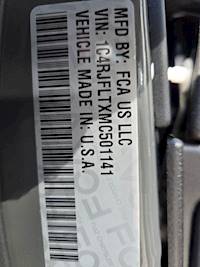 MFD. BY: FCA US LLC
VIN: 1C4RJFLTXMC501141
VEHICLE MADE IN: U.S.A.